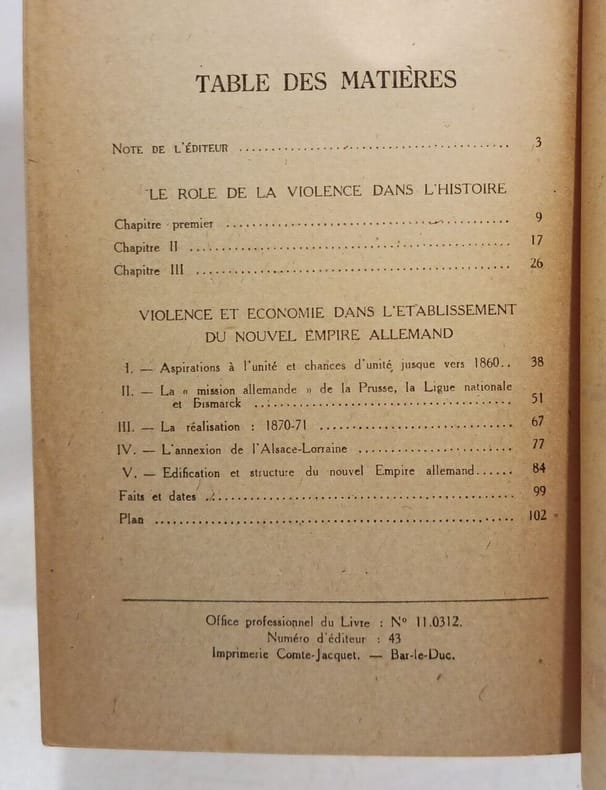 TABLE DES MATIÈRES
NOTE DE L'ÉDITEUR 3
LE ROLE DE LA VIOLENCE DANS L'HISTOIRE
Chapitre premier 9
Chapitre II 17
Chapitre III 26
VIOLENCE ET ECONOMIE DANS L'ETABLISSEMENT
DU NOUVEL EMPIRE ALLEMAND
I. — Aspirations à l'unité et chances d'unité jusque vers 1860.. 38
II. — La « mission allemande » de la Prusse, la Ligue nationale
et Bismarck 51
III. — La réalisation : 1870-71 67
IV. — L'annexion de l'Alsace-Lorraine 77
V. — Edification et structure du nouvel Empire allemand...... 84
Faits et dates 99
Plan 102
Office professionnel du Livre : N° 11.0312.
Numéro d'éditeur : 43
Imprimerie Comte-Jacquet. — Bar-le-Duc.